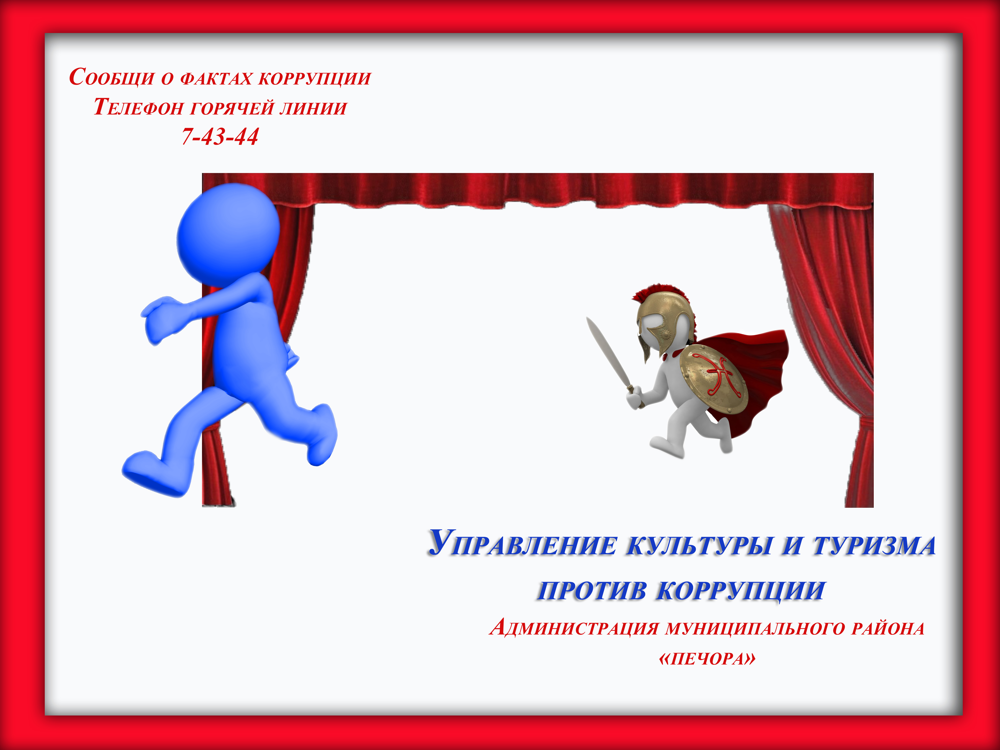 Сообщи о фактах коррупции
Телефон горячей линии
7-43-44
Управление культуры и туризма
против коррупции
Администрация муниципального района
«печора»